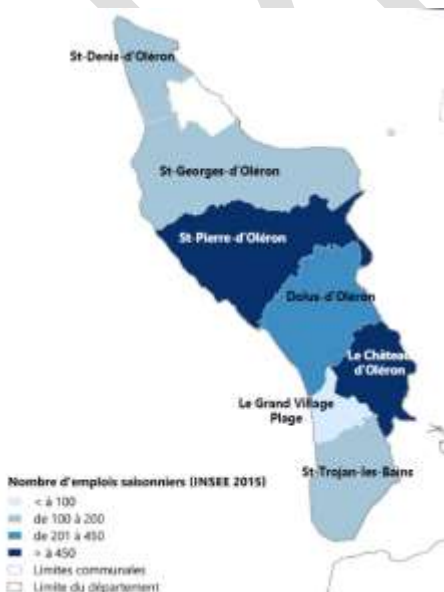 St-Denis-d'Oléron
St-Georges-d'Oléron
St-Pierre-d'Oléron
Dolus-d'Oléron
Le Château
d'Oléron
Le Grand Village
Plage
St-Trojan-les-Bains
Nombre d'emplois saisonniers (INSEE 2015)
< à 100
de 100 à 200
de 201 à 450
> à 450
Limites communales
Limite du département